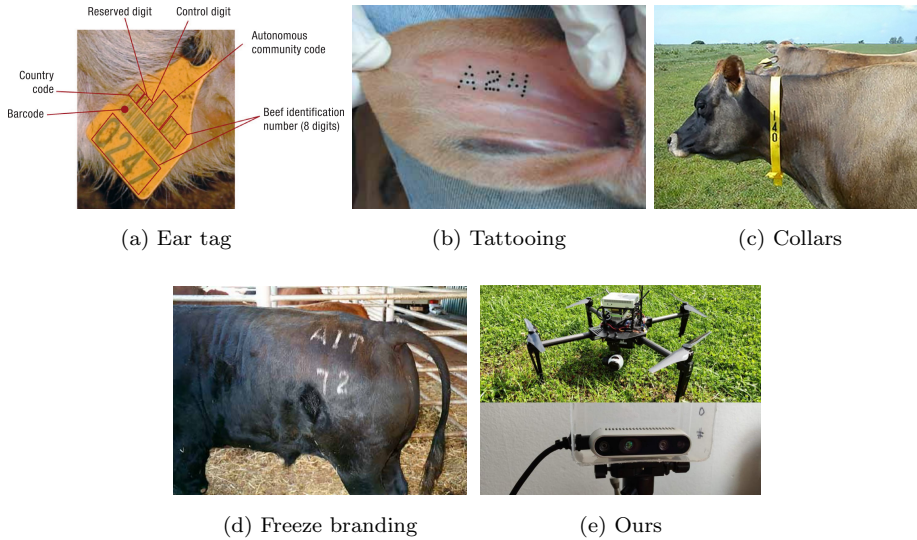 Reserved digit
Control digit
Autonomous
community code
Country
code
Barcode
Beef identification
number (8 digits)
0247
A24
140
(a) Ear tag
(b) Tattooing
(c) Collars
AIT
72
(d) Freeze branding
(e) Ours